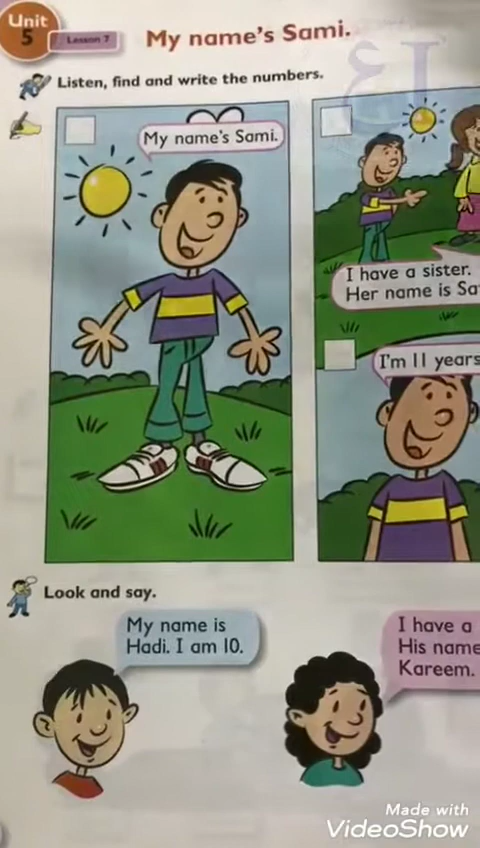 Unit
5
Lesson 7
My name's Sami.
Listen, find and write the numbers.
My name's Sami.
I have a sister.
Her name is
I'm 11 years
Look and say.
My name is
Hadi. I am 10.
I have a
His name
Kareem.
Made with
VideoShow